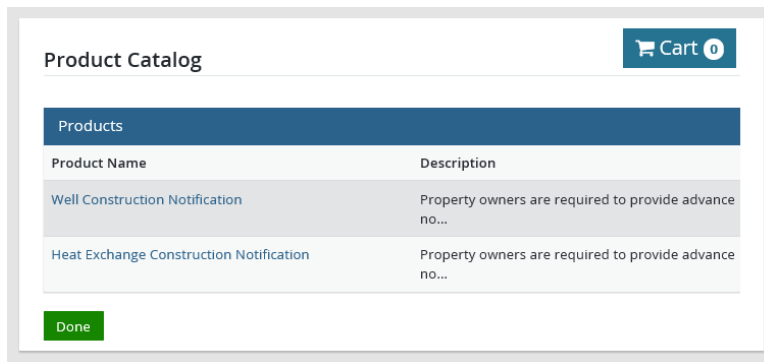 Product Catalog
Cart 0
Products
Product Name Description
Well Construction Notification Property owners are required to provide advance
no...
Heat Exchange Construction Notification Property owners are required to provide advance
no...
Done